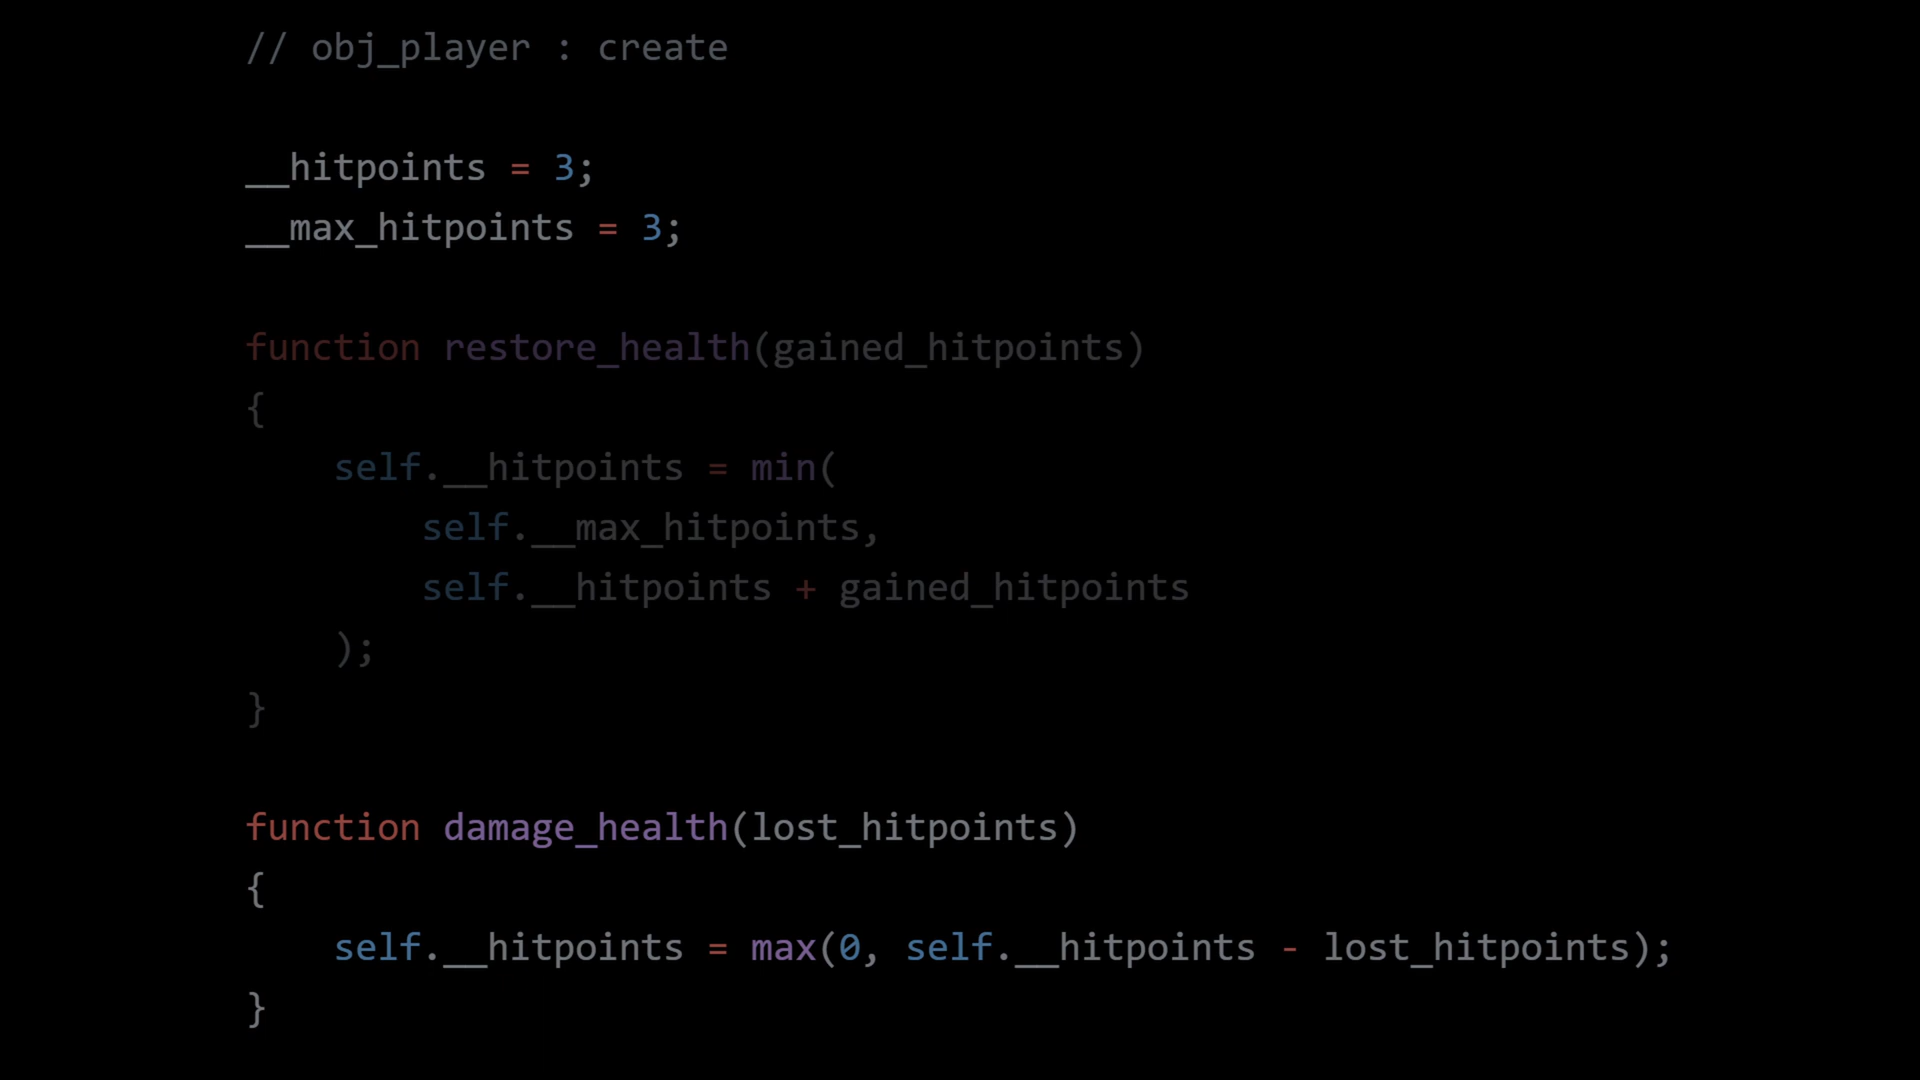 // obj_player : create
__hitpoints = 3;
__max_hitpoints = 3;
function restore_health(gained_hitpoints)
{
    self.__hitpoints = min(
        self.__max_hitpoints,
        self.__hitpoints + gained_hitpoints
    );
}
function damage_health(lost_hitpoints)
{
    self.__hitpoints = max(0, self.__hitpoints - lost_hitpoints);
}